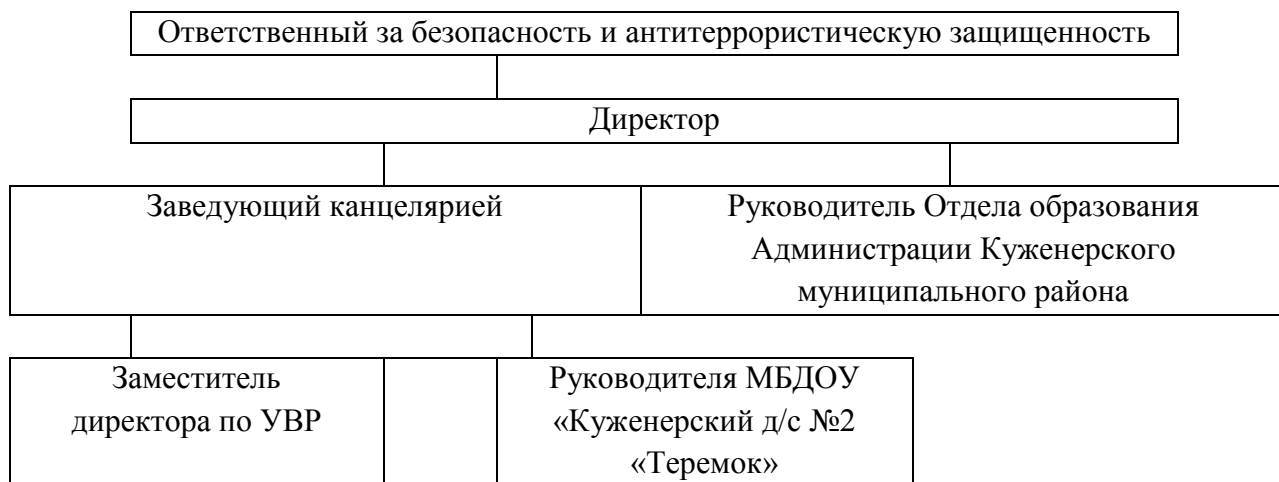 Ответственный за безопасность и антитеррористическую защищенность
Директор
Заведующий канцелярией
Руководитель Отдела образования
Администрации Куженерского
муниципального района
Заместитель
директора по УВР
Руководителя МБДОУ
«Куженерский д/с №2
«Теремок»